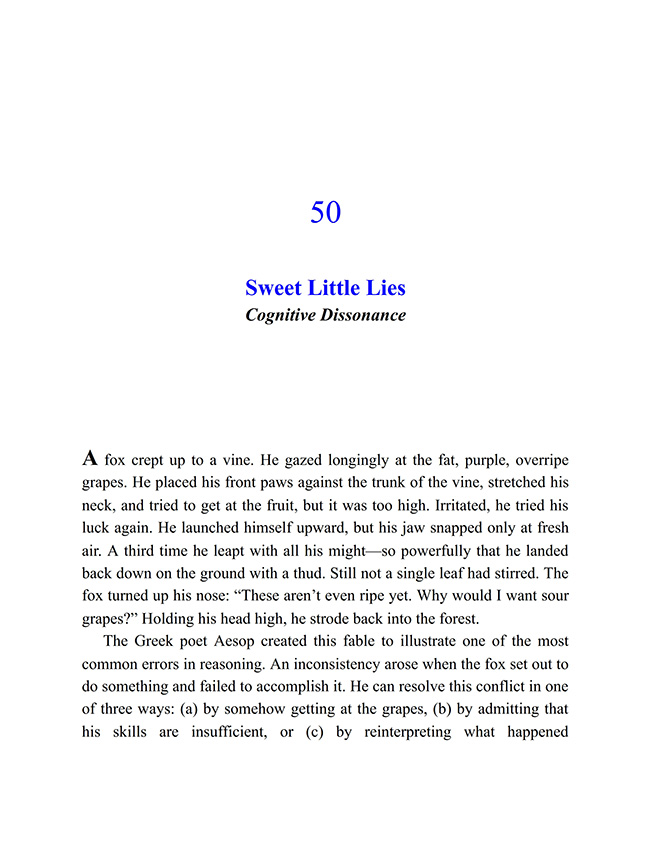 50
Sweet Little Lies
Cognitive Dissonance
A fox crept up to a vine. He gazed longingly at the fat, purple, overripe
grapes. He placed his front paws against the trunk of the vine, stretched his
neck, and tried to get at the fruit, but it was too high. Irritated, he tried his
luck again. He launched himself upward, but his jaw snapped only at fresh
air. A third time he leapt with all his might—so powerfully that he landed
back down on the ground with a thud. Still not a single leaf had stirred. The
fox turned up his nose: “These aren’t even ripe yet. Why would I want sour
grapes?” Holding his head high, he strode back into the forest.
The Greek poet Aesop created this fable to illustrate one of the most
common errors in reasoning. An inconsistency arose when the fox set out to
do something and failed to accomplish it. He can resolve this conflict in one
of three ways: (a) by somehow getting at the grapes, (b) by admitting that
his skills are insufficient, or (c) by reinterpreting what happened